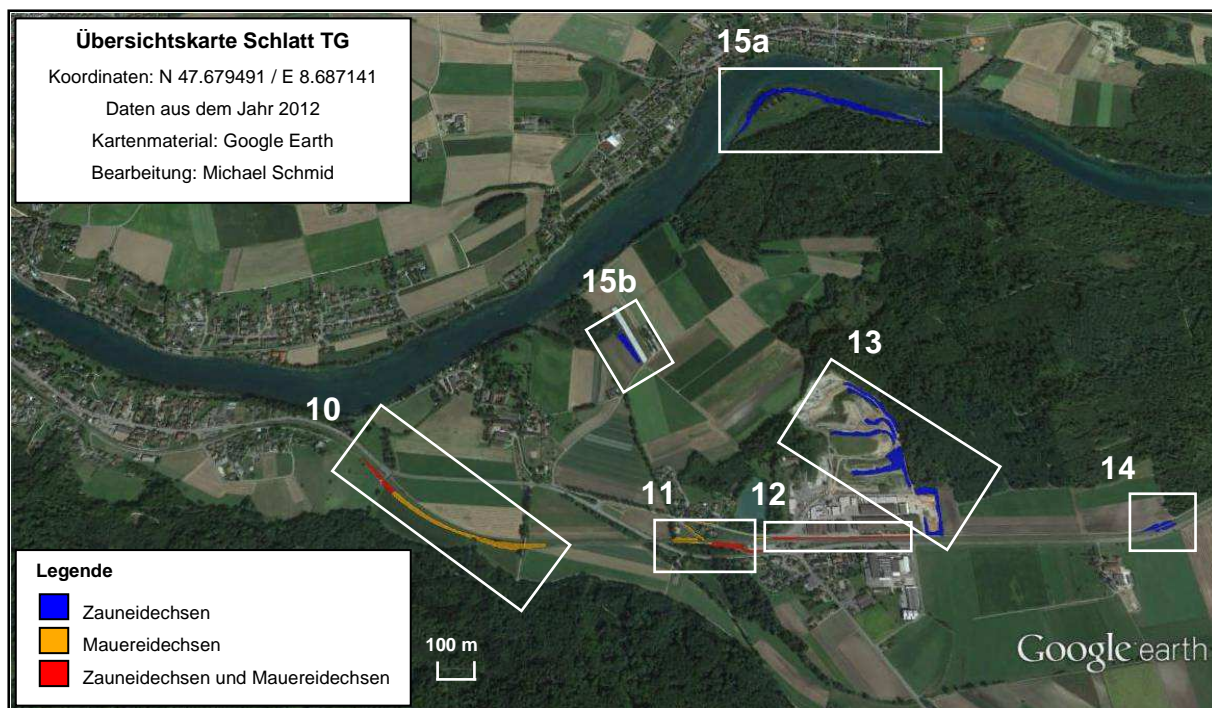 Übersichtskarte Schlatt TG
Koordinaten: N 47.679491 / E 8.687141
Daten aus dem Jahr 2012
Kartenmaterial: Google Earth
Bearbeitung: Michael Schmid
15a
15b
13
10
14
11
12
Legende
Zauneidechsen
Mauereidechsen
Zauneidechsen und Mauereidechsen
100 m
Google earth